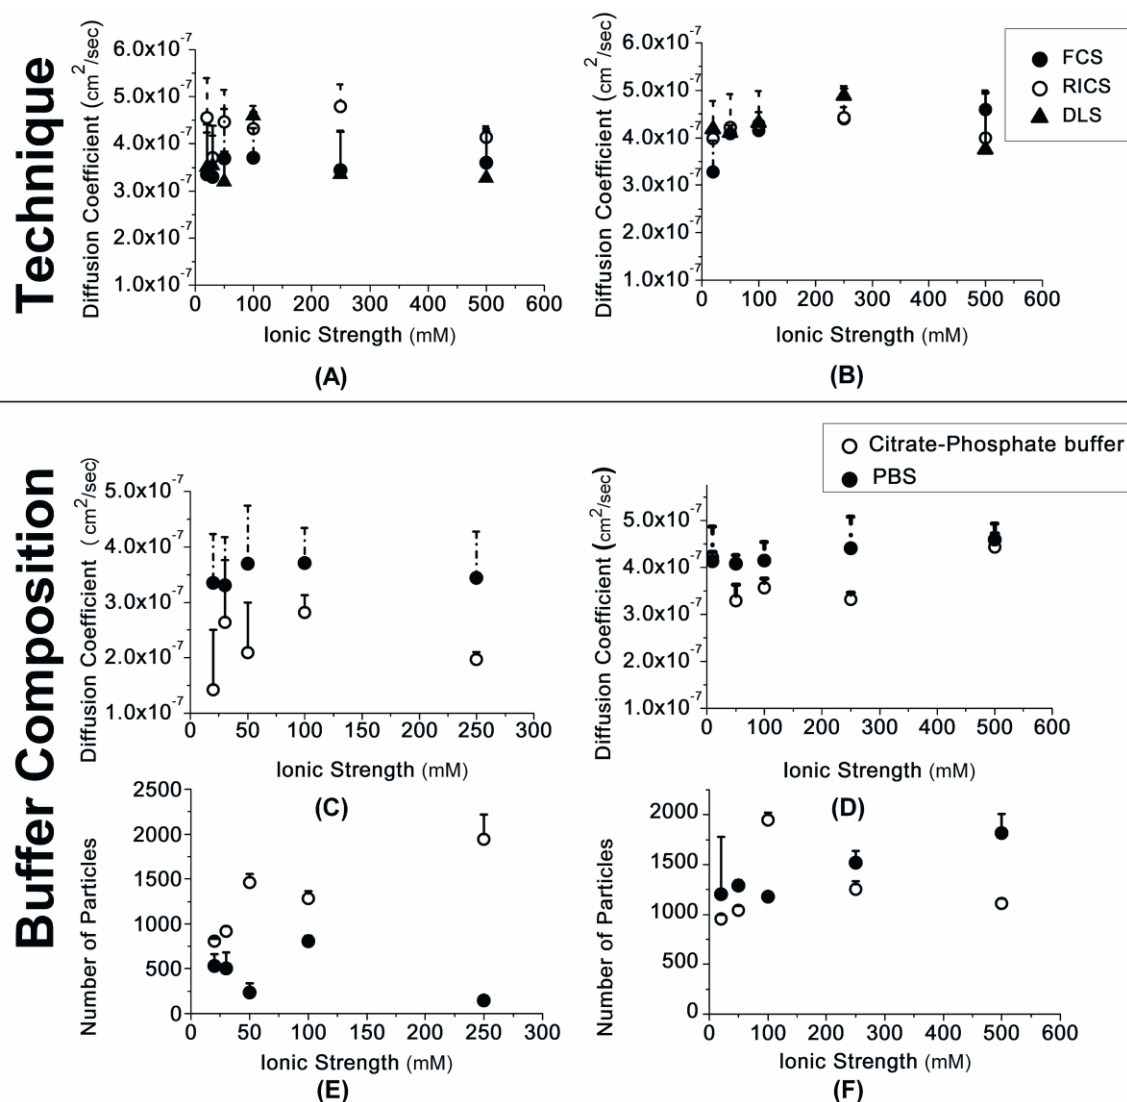 Technique
Diffusion Coefficient (cm²/sec)
6.0x10⁻⁷
5.0x10⁻⁷
4.0x10⁻⁷
3.0x10⁻⁷
2.0x10⁻⁷
1.0x10⁻⁷
0 100 200 300 400 500 600
Ionic Strength (mM)
(A)
Diffusion Coefficient (cm²/sec)
6.0x10⁻⁷
5.0x10⁻⁷
4.0x10⁻⁷
3.0x10⁻⁷
2.0x10⁻⁷
1.0x10⁻⁷
0 100 200 300 400 500 600
Ionic Strength (mM)
(B)
FCS
RICS
DLS
Buffer Composition
Citrate-Phosphate buffer
PBS
Diffusion Coefficient (cm²/sec)
5.0x10⁻⁷
4.0x10⁻⁷
3.0x10⁻⁷
2.0x10⁻⁷
1.0x10⁻⁷
0 50 100 150 200 250 300
Ionic Strength (mM)
(C)
Diffusion Coefficient (cm²/sec)
5.0x10⁻⁷
4.0x10⁻⁷
3.0x10⁻⁷
2.0x10⁻⁷
1.0x10⁻⁷
0 100 200 300 400 500 600
Ionic Strength (mM)
(D)
Number of Particles
2500
2000
1500
1000
500
0
0 50 100 150 200 250 300
Ionic Strength (mM)
(E)
Number of Particles
2000
1500
1000
500
0
0 100 200 300 400 500 600
Ionic Strength (mM)
(F)